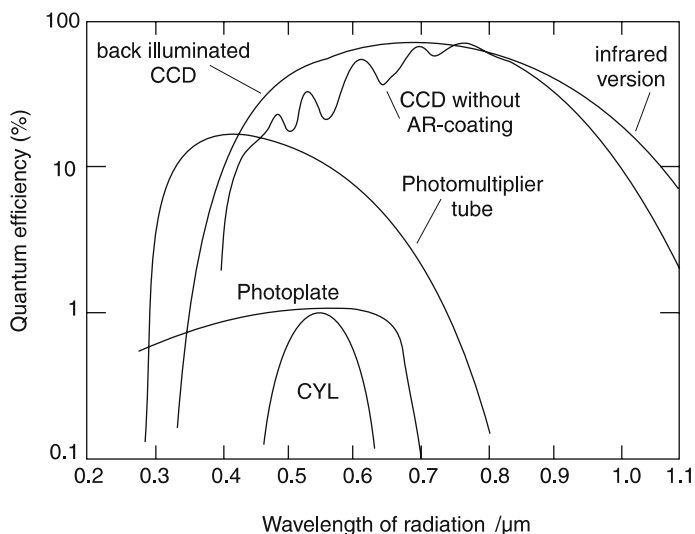 100
10
1
0.1
Quantum efficiency (%)
back illuminated
CCD
infrared
version
CCD without
AR-coating
Photomultiplier
tube
Photoplate
CYL
0.2 0.3 0.4 0.5 0.6 0.7 0.8 0.9 1.0 1.1
Wavelength of radiation /µm